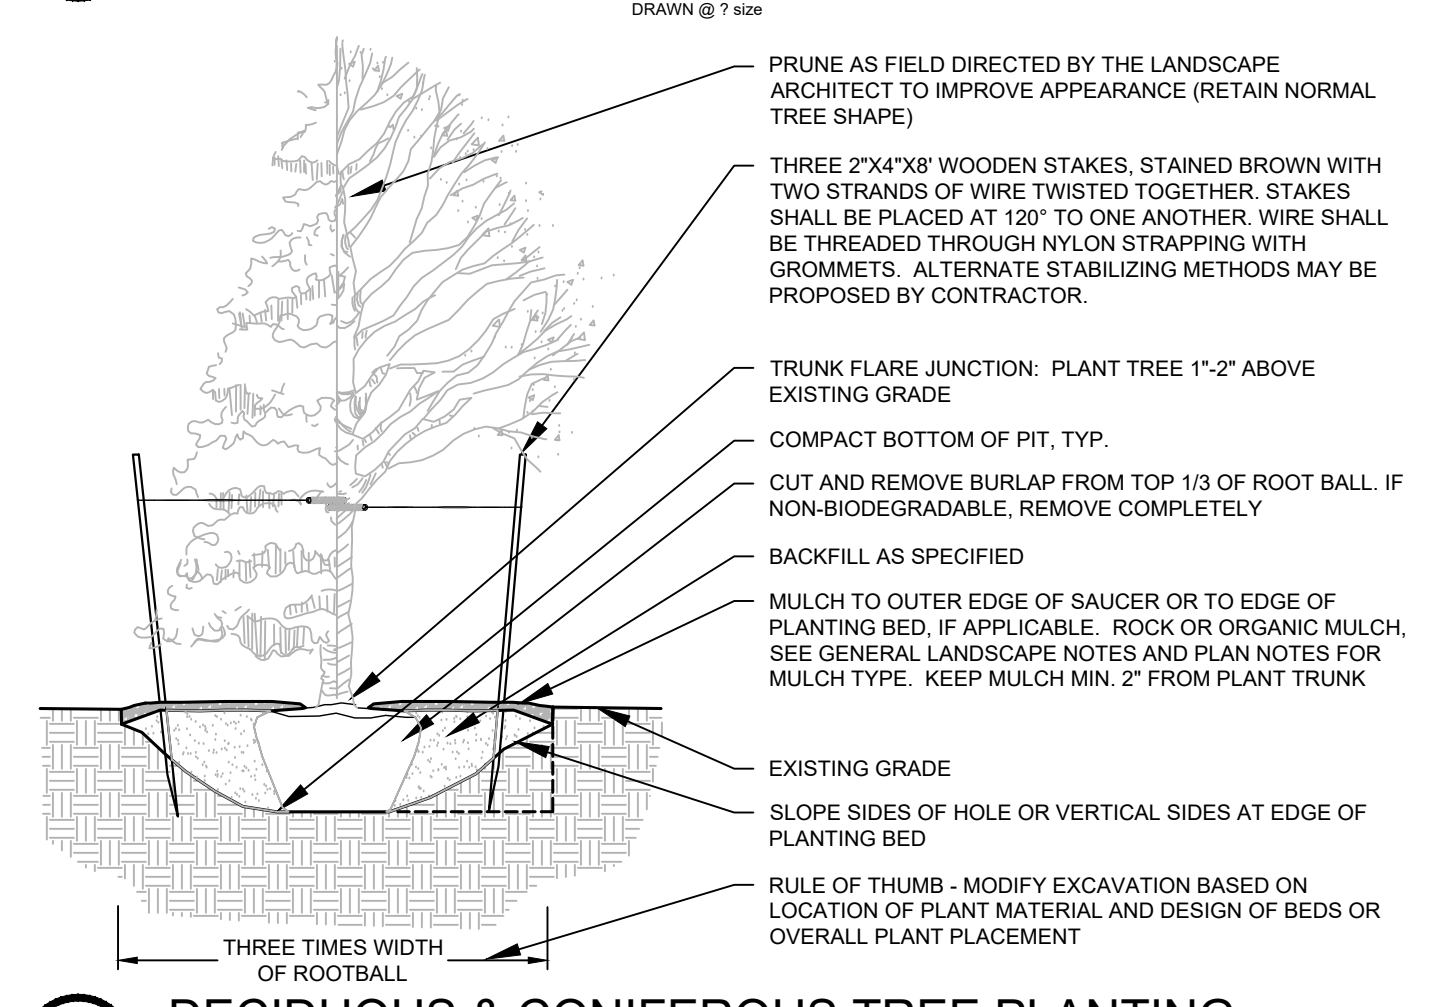 DRAWN @ ? size
PRUNE AS FIELD DIRECTED BY THE LANDSCAPE
ARCHITECT TO IMPROVE APPEARANCE (RETAIN NORMAL
TREE SHAPE)
THREE 2"X4"X8' WOODEN STAKES, STAINED BROWN WITH
TWO STRANDS OF WIRE TWISTED TOGETHER. STAKES
SHALL BE PLACED AT 120° TO ONE ANOTHER. WIRE SHALL
BE THREADED THROUGH NYLON STRAPPING WITH
GROMMETS.  ALTERNATE STABILIZING METHODS MAY BE
PROPOSED BY CONTRACTOR.
TRUNK FLARE JUNCTION:  PLANT TREE 1"-2" ABOVE
EXISTING GRADE
COMPACT BOTTOM OF PIT, TYP.
CUT AND REMOVE BURLAP FROM TOP 1/3 OF ROOT BALL. IF
NON-BIODEGRADABLE, REMOVE COMPLETELY
BACKFILL AS SPECIFIED
MULCH TO OUTER EDGE OF SAUCER OR TO EDGE OF
PLANTING BED, IF APPLICABLE.  ROCK OR ORGANIC MULCH,
SEE GENERAL LANDSCAPE NOTES AND PLAN NOTES FOR
MULCH TYPE.  KEEP MULCH MIN. 2" FROM PLANT TRUNK
EXISTING GRADE
SLOPE SIDES OF HOLE OR VERTICAL SIDES AT EDGE OF
PLANTING BED
RULE OF THUMB - MODIFY EXCAVATION BASED ON
LOCATION OF PLANT MATERIAL AND DESIGN OF BEDS OR
OVERALL PLANT PLACEMENT
THREE TIMES WIDTH
OF ROOTBALL
DECIDUOUS & CONIFEROUS TREE PLANTING